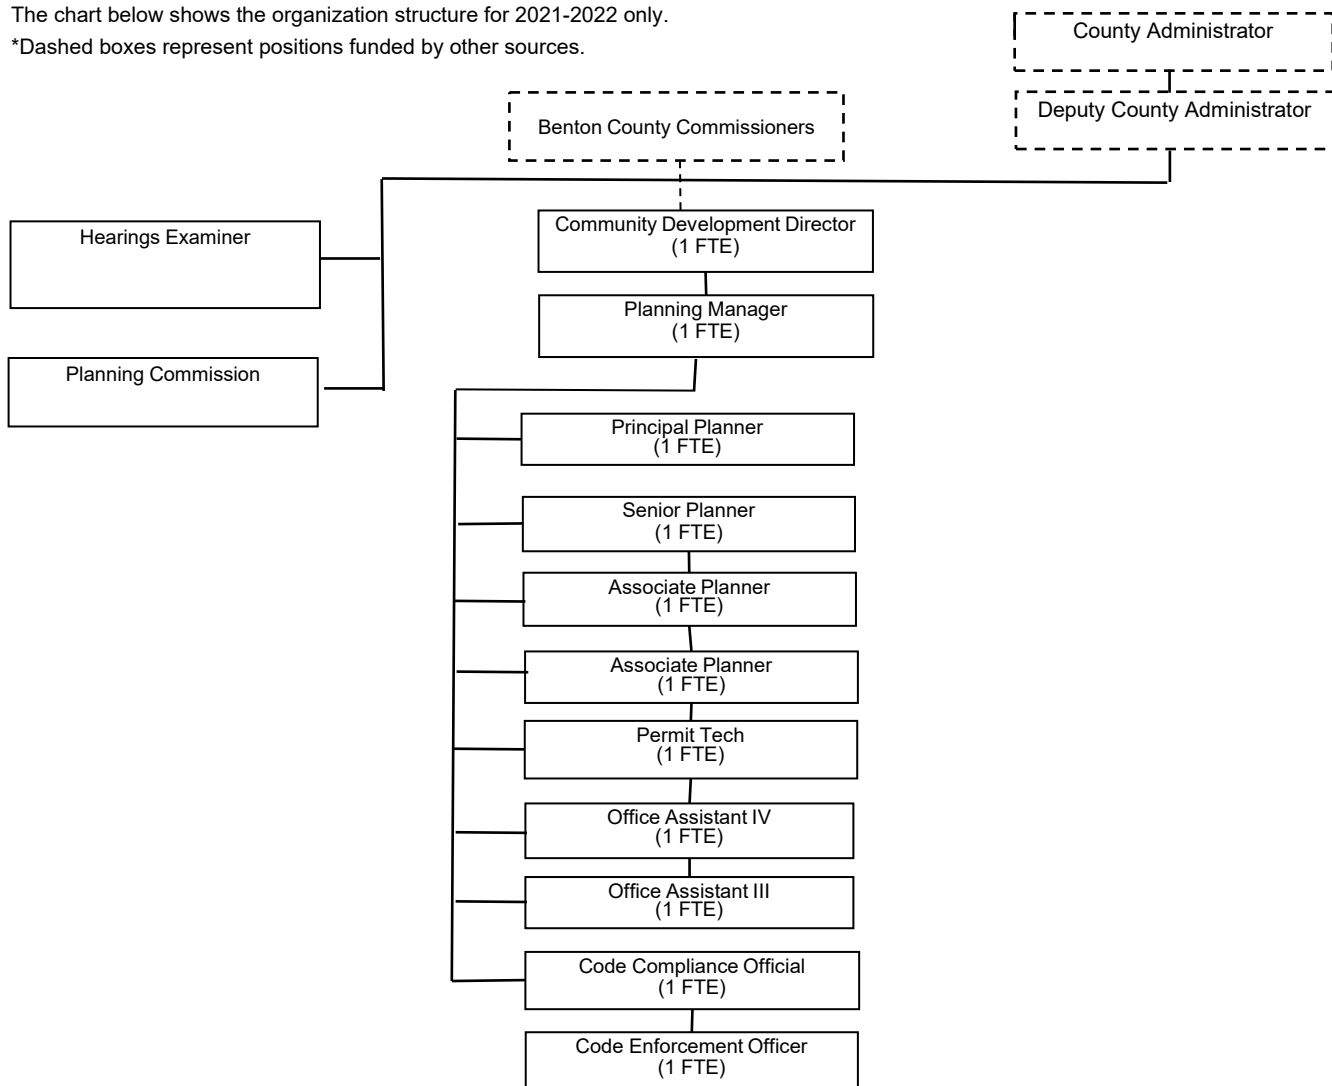 The chart below shows the organization structure for 2021-2022 only.
*Dashed boxes represent positions funded by other sources.
County Administrator
Deputy County Administrator
Benton County Commissioners
Community Development Director
(1 FTE)
Hearings Examiner
Planning Manager
(1 FTE)
Planning Commission
Principal Planner
(1 FTE)
Senior Planner
(1 FTE)
Associate Planner
(1 FTE)
Associate Planner
(1 FTE)
Permit Tech
(1 FTE)
Office Assistant IV
(1 FTE)
Office Assistant III
(1 FTE)
Code Compliance Official
(1 FTE)
Code Enforcement Officer
(1 FTE)